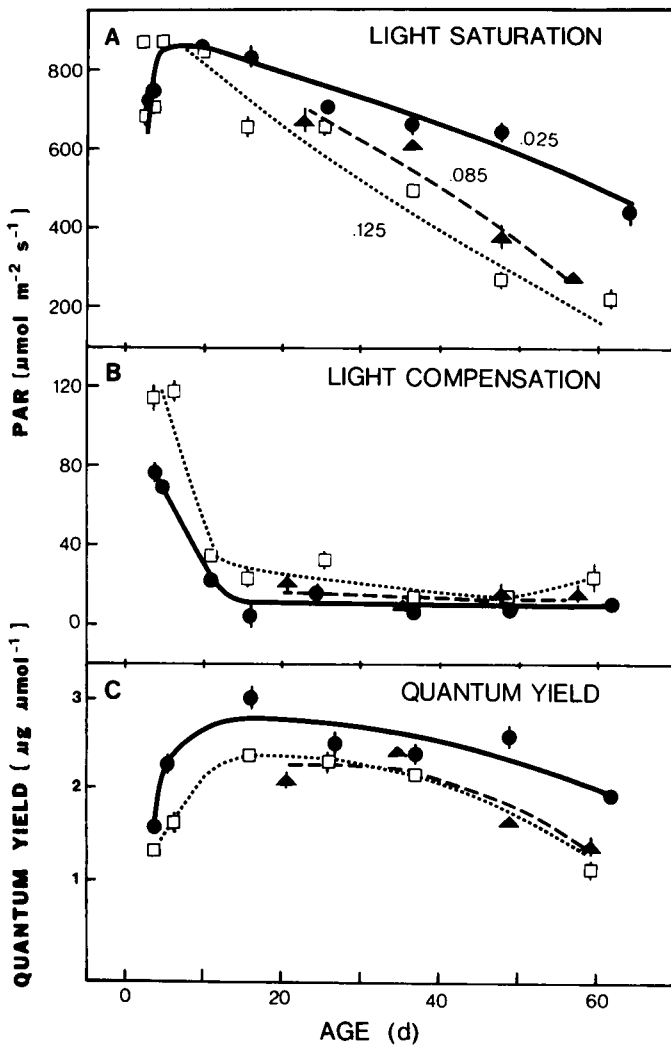 A LIGHT SATURATION
800
600
400
200
.025
.085
.125
PAR (µmol m⁻² s⁻¹)
B LIGHT COMPENSATION
120
80
40
0
C QUANTUM YIELD
3
2
1
QUANTUM YIELD ( µg µmol⁻¹)
0 20 40 60
AGE (d)